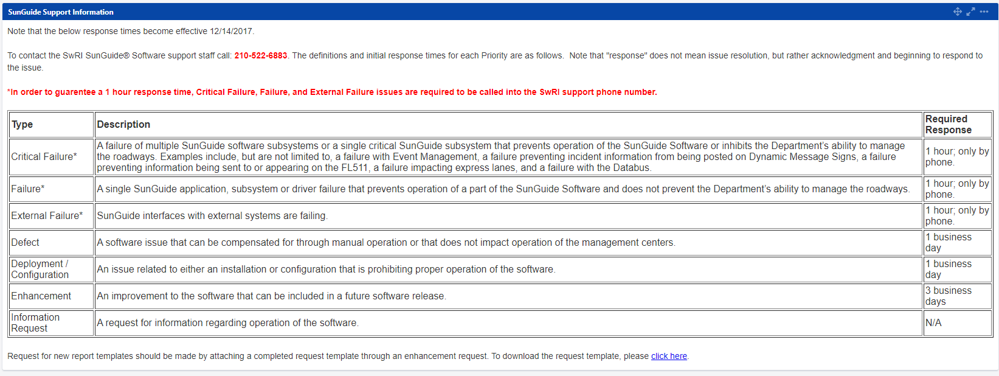 SunGuide Support Information
Note that the below response times become effective 12/14/2017.
To contact the SwRI SunGuide® Software support staff call: 210-522-6883. The definitions and initial response times for each Priority are as follows.  Note that "response" does not mean issue resolution, but rather acknowledgment and beginning to respond to
the issue.
*In order to guarentee a 1 hour response time, Critical Failure, Failure, and External Failure issues are required to be called into the SwRI support phone number.
Type
Description
Required
Response
Critical Failure*
A failure of multiple SunGuide software subsystems or a single critical SunGuide subsystem that prevents operation of the SunGuide Software or inhibits the Department's ability to manage
the roadways. Examples include, but are not limited to, a failure with Event Management, a failure preventing incident information from being posted on Dynamic Message Signs, a failure
preventing information being sent to or appearing on the FL511, a failure impacting express lanes, and a failure with the Databus.
1 hour; only by
phone.
Failure*
A single SunGuide application, subsystem or driver failure that prevents operation of a part of the SunGuide Software and does not prevent the Department's ability to manage the roadways.
1 hour; only by
phone.
External Failure*
SunGuide interfaces with external systems are failing.
1 hour; only by
phone.
Defect
A software issue that can be compensated for through manual operation or that does not impact operation of the management centers.
1 business
day
Deployment /
Configuration
An issue related to either an installation or configuration that is prohibiting proper operation of the software.
1 business
day
Enhancement
An improvement to the software that can be included in a future software release.
3 business
days
Information
Request
A request for information regarding operation of the software.
N/A
Request for new report templates should be made by attaching a completed request template through an enhancement request. To download the request template, please click here.